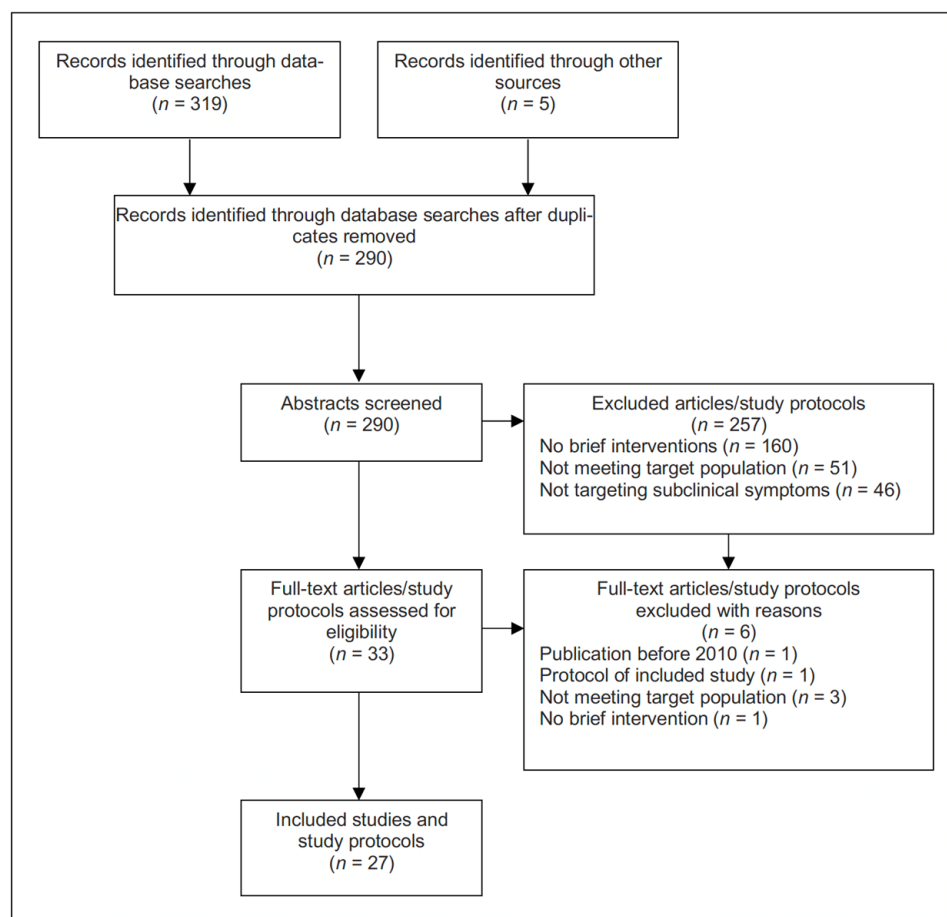 Records identified through data-
base searches
(n = 319)
Records identified through other
sources
(n = 5)
Records identified through database searches after dupli-
cates removed
(n = 290)
Abstracts screened
(n = 290)
Excluded articles/study protocols
(n = 257)
No brief interventions (n = 160)
Not meeting target population (n = 51)
Not targeting subclinical symptoms (n = 46)
Full-text articles/study
protocols assessed for
eligibility
(n = 33)
Full-text articles/study protocols
excluded with reasons
(n = 6)
Publication before 2010 (n = 1)
Protocol of included study (n = 1)
Not meeting target population (n = 3)
No brief intervention (n = 1)
Included studies and
study protocols
(n = 27)